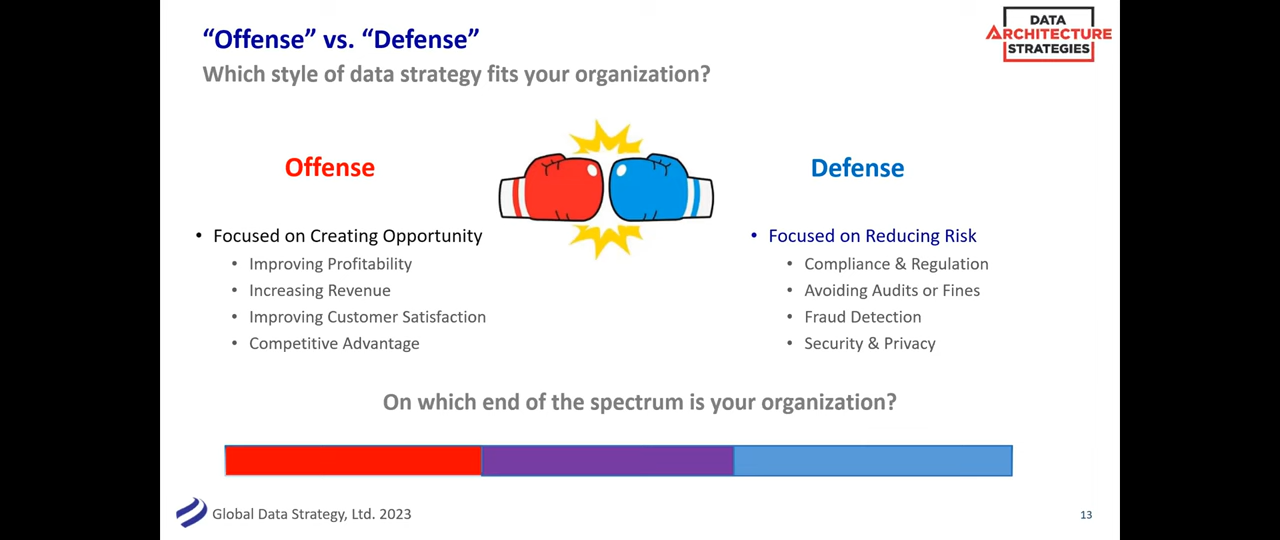 “Offense” vs. “Defense”
Which style of data strategy fits your organization?
DATA
ARCHITECTURE
STRATEGIES
Offense
• Focused on Creating Opportunity
• Improving Profitability
• Increasing Revenue
• Improving Customer Satisfaction
• Competitive Advantage
Defense
• Focused on Reducing Risk
• Compliance & Regulation
• Avoiding Audits or Fines
• Fraud Detection
• Security & Privacy
On which end of the spectrum is your organization?
Global Data Strategy, Ltd. 2023
13